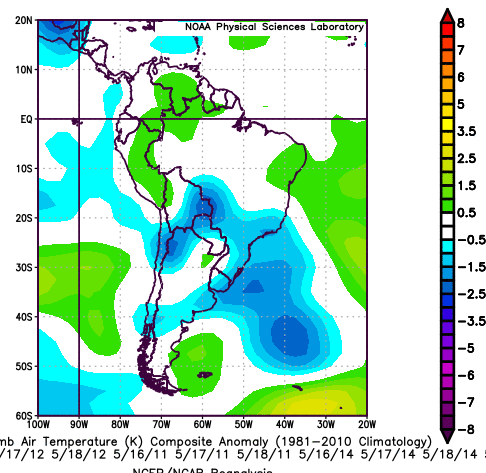 NOAA Physical Sciences Laboratory
20N
10N
EQ
10S
20S
30S
40S
50S
60S
100W 90W 80W 70W 60W 50W 40W 30W 20W
8
7
6
5
4.5
3.5
2.5
1.5
0.5
−0.5
−1.5
−2.5
−3.5
−5
−6
−7
−8
mb Air Temperature (K) Composite Anomaly (1981−2010 Climatology)
/17/12 5/18/12 5/16/11 5/17/11 5/18/11 5/16/14 5/17/14 5/18/14 5
NCEP/NCAR Reanalysis